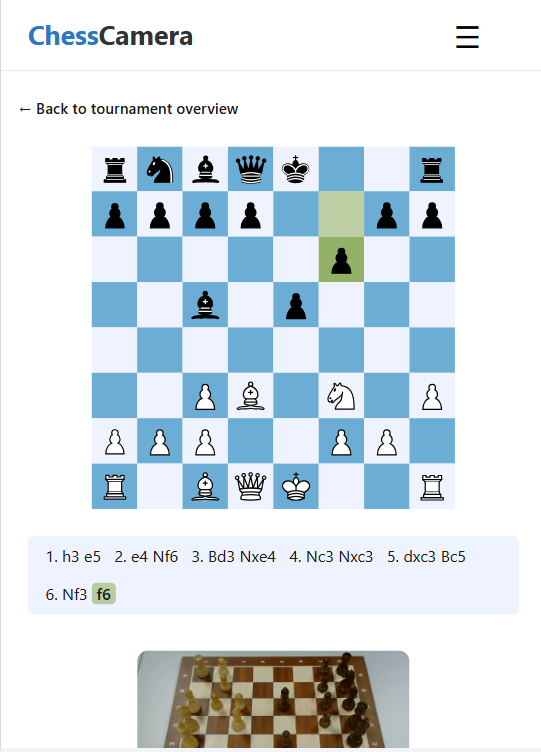 ChessCamera
← Back to tournament overview
1. h3 e5 2. e4 Nf6 3. Bd3 Nxe4 4. Nc3 Nxc3 5. dxc3 Bc5
6. Nf3 f6